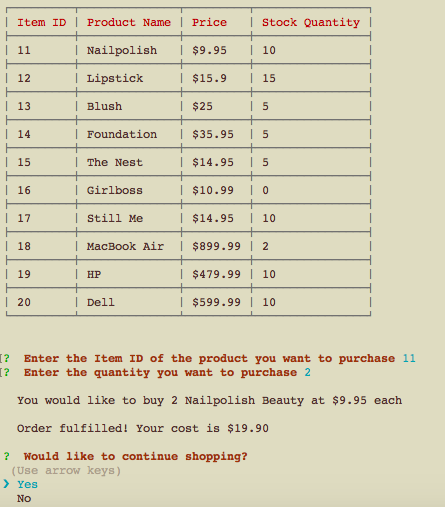 Item ID Product Name Price Stock Quantity
11 Nailpolish $9.95 10
12 Lipstick $15.9 15
13 Blush $25 5
14 Foundation $35.95 5
15 The Nest $14.95 5
16 Girlboss $10.99 0
17 Still Me $14.95 10
18 MacBook Air $899.99 2
19 HP $479.99 10
20 Dell $599.99 10
[? Enter the Item ID of the product you want to purchase 11
[? Enter the quantity you want to purchase 2
You would like to buy 2 Nailpolish Beauty at $9.95 each
Order fulfilled! Your cost is $19.90
? Would like to continue shopping?
(Use arrow keys)
❯ Yes
No